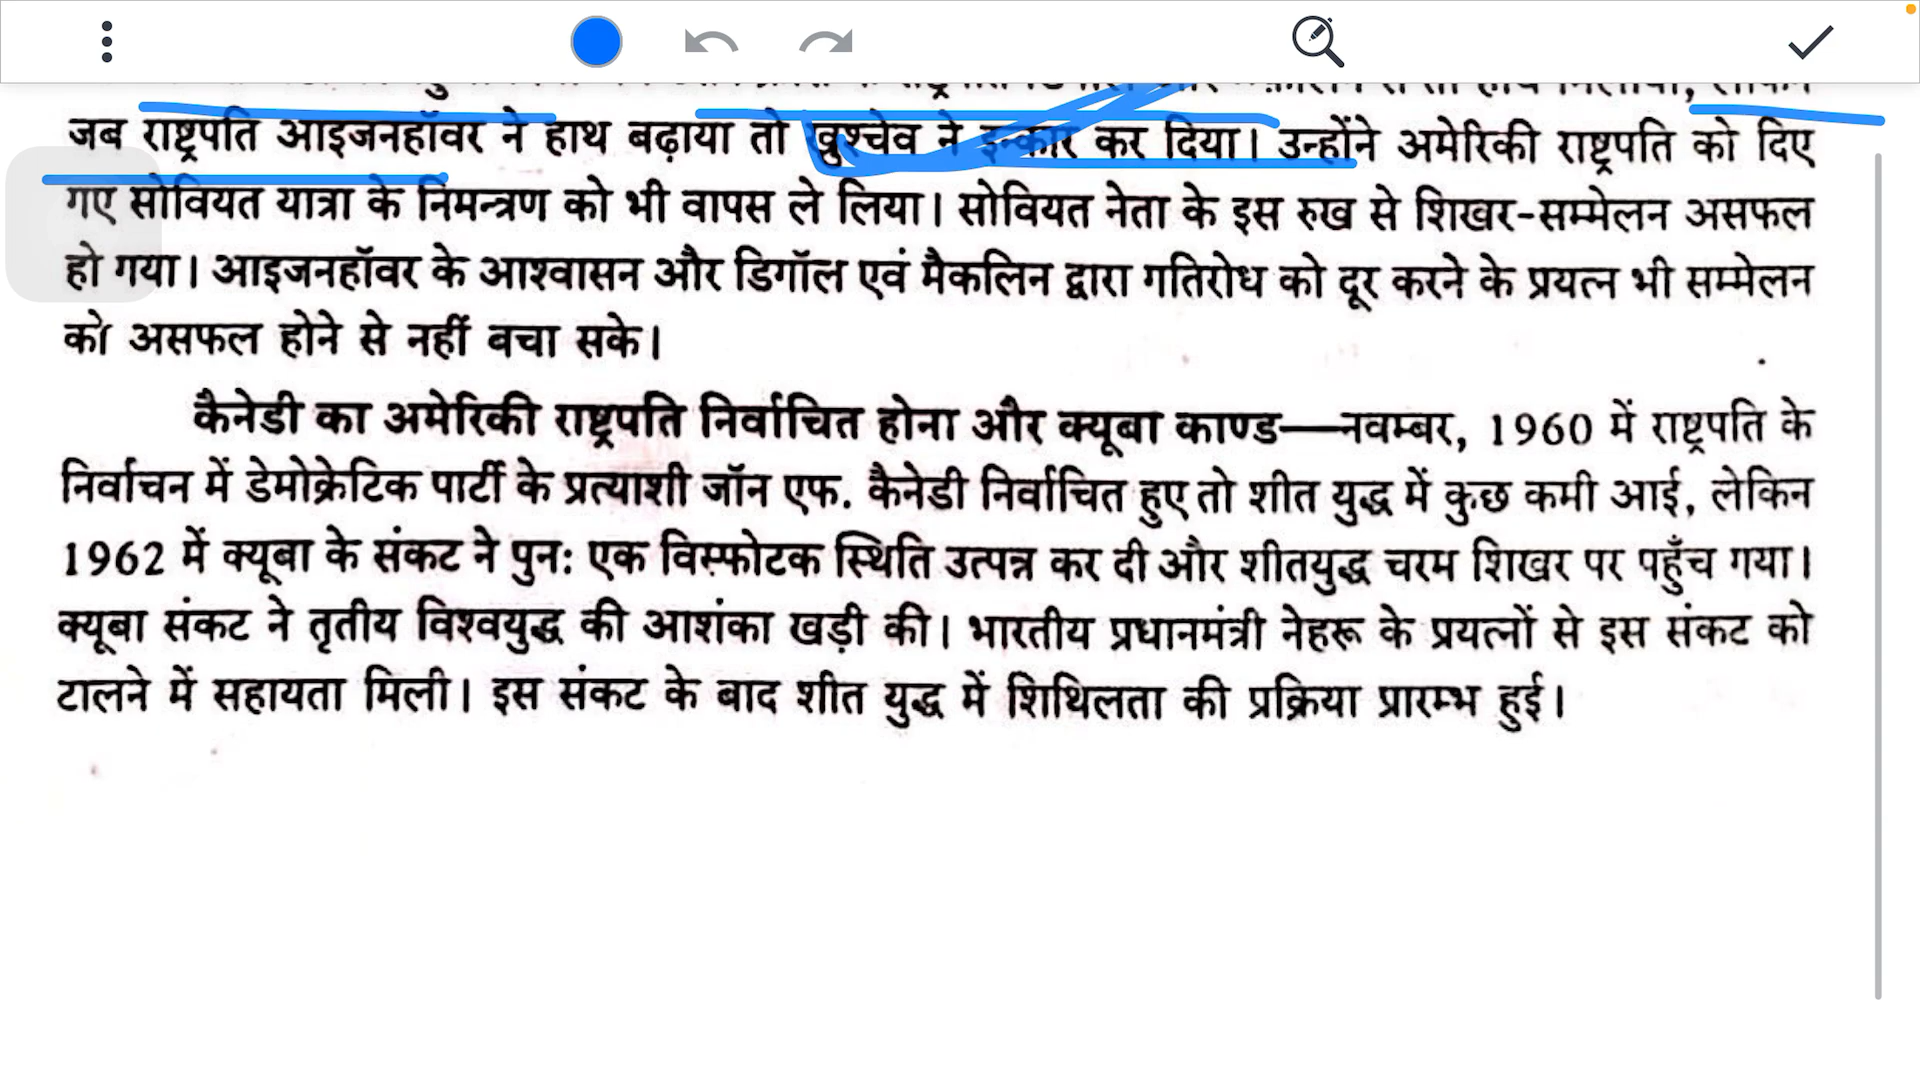 हाथ मिलाया, लेकिन
जब राष्ट्रपति आइजनहॉवर ने हाथ बढ़ाया तो ख्रुश्चेव ने इन्कार कर दिया। उन्होंने अमेरिकी राष्ट्रपति को दिए
गए सोवियत यात्रा के निमन्त्रण को भी वापस ले लिया। सोवियत नेता के इस रुख से शिखर-सम्मेलन असफल
हो गया। आइजनहॉवर के आश्वासन और डिगॉल एवं मैकलिन द्वारा गतिरोध को दूर करने के प्रयत्न भी सम्मेलन
को असफल होने से नहीं बचा सके।
कैनेडी का अमेरिकी राष्ट्रपति निर्वाचित होना और क्यूबा काण्ड—नवम्बर, 1960 में राष्ट्रपति के
निर्वाचन में डेमोक्रेटिक पार्टी के प्रत्याशी जॉन एफ. कैनेडी निर्वाचित हुए तो शीत युद्ध में कुछ कमी आई, लेकिन
1962 में क्यूबा के संकट ने पुन: एक विस्फोटक स्थिति उत्पन्न कर दी और शीतयुद्ध चरम शिखर पर पहुँच गया।
क्यूबा संकट ने तृतीय विश्वयुद्ध की आशंका खड़ी की। भारतीय प्रधानमंत्री नेहरू के प्रयत्नों से इस संकट को
टालने में सहायता मिली। इस संकट के बाद शीत युद्ध में शिथिलता की प्रक्रिया प्रारम्भ हुई।